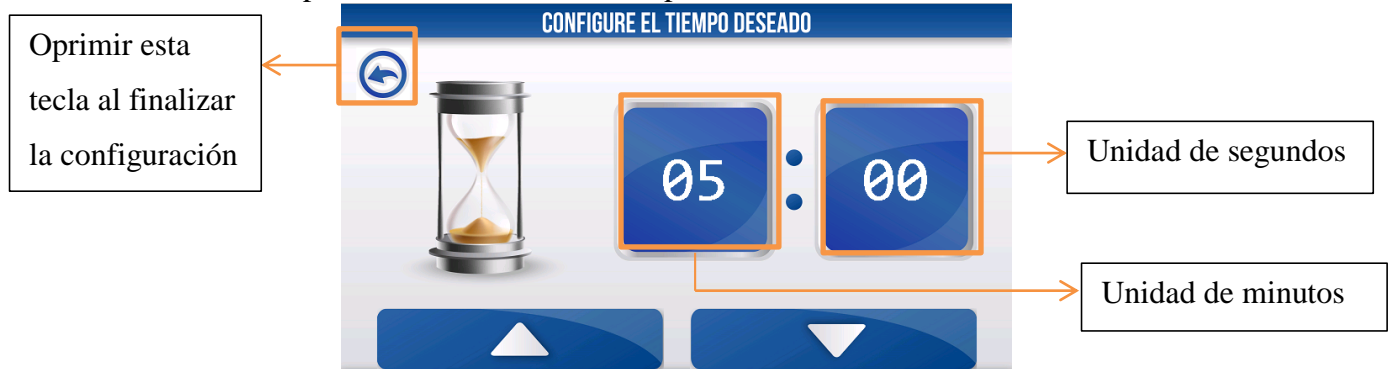 CONFIGURE EL TIEMPO DESEADO
Oprimir esta
tecla al finalizar
la configuración
05 : 00
Unidad de segundos
Unidad de minutos